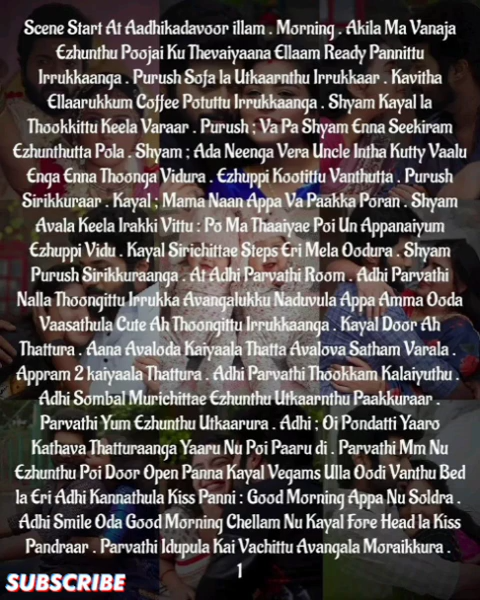 Scene Start At Aadhikadavoor illam . Morning . Akila Ma Vanaja
Ezhunthu Poojai Ku Thevaiyaana Ellaam Ready Pannittu
Irrukkaanga . Purush Sofa la Utkaarnthu Irrukkaar . Kavitha
Ellaarukkum Coffee Potuttu Irrukkaanga . Shyam Kayal la
Thookkittu Keela Varaar . Purush ; Va Pa Shyam Enna Seekiram
Ezhunthutta Pola . Shyam ; Ada Neenga Vera Uncle Intha Kutty Vaalu
Enga Enna Thoonga Vidura . Ezhuppi Kootittu Vanthutta . Purush
Sirikkuraar . Kayal ; Mama Naan Appa Va Paakka Poran . Shyam
Avala Keela Irakki Vittu : Po Ma Thaaiyae Poi Un Appanaiyum
Ezhuppi Vidu . Kayal Sirichittae Steps Eri Mela Oodura . Shyam
Purush Sirikkuraanga . At Adhi Parvathi Room . Adhi Parvathi
Nalla Thoongittu Irrukka Avangalukku Naduvula Appa Amma Ooda
Vaasathula Cute Ah Thoongittu Irrukkaanga . Kayal Door Ah
Thattura . Aana Avaloda Kaiyaala Thatta Avalova Satham Varala .
Appram 2 kaiyaala Thattura . Adhi Parvathi Thookkam Kalaiyuthu .
Adhi Sombal Murichittae Ezhunthu Utkaarnthu Paakkuraar .
Parvathi Yum Ezhunthu Utkaarura . Adhi ; Oi Pondatti Yaaro
Kathava Thatturaanga Yaaru Nu Poi Paaru di . Parvathi Mm Nu
Ezhunthu Poi Door Open Panna Kayal Vegams Ulla Oodi Vanthu Bed
la Eri Adhi Kannathula Kiss Panni : Good Morning Appa Nu Soldra .
Adhi Smile Oda Good Morning Chellam Nu Kayal Fore Head la Kiss
Pandraar . Parvathi Idupula Kai Vachittu Avangala Moraikkura .
1
SUBSCRIBE